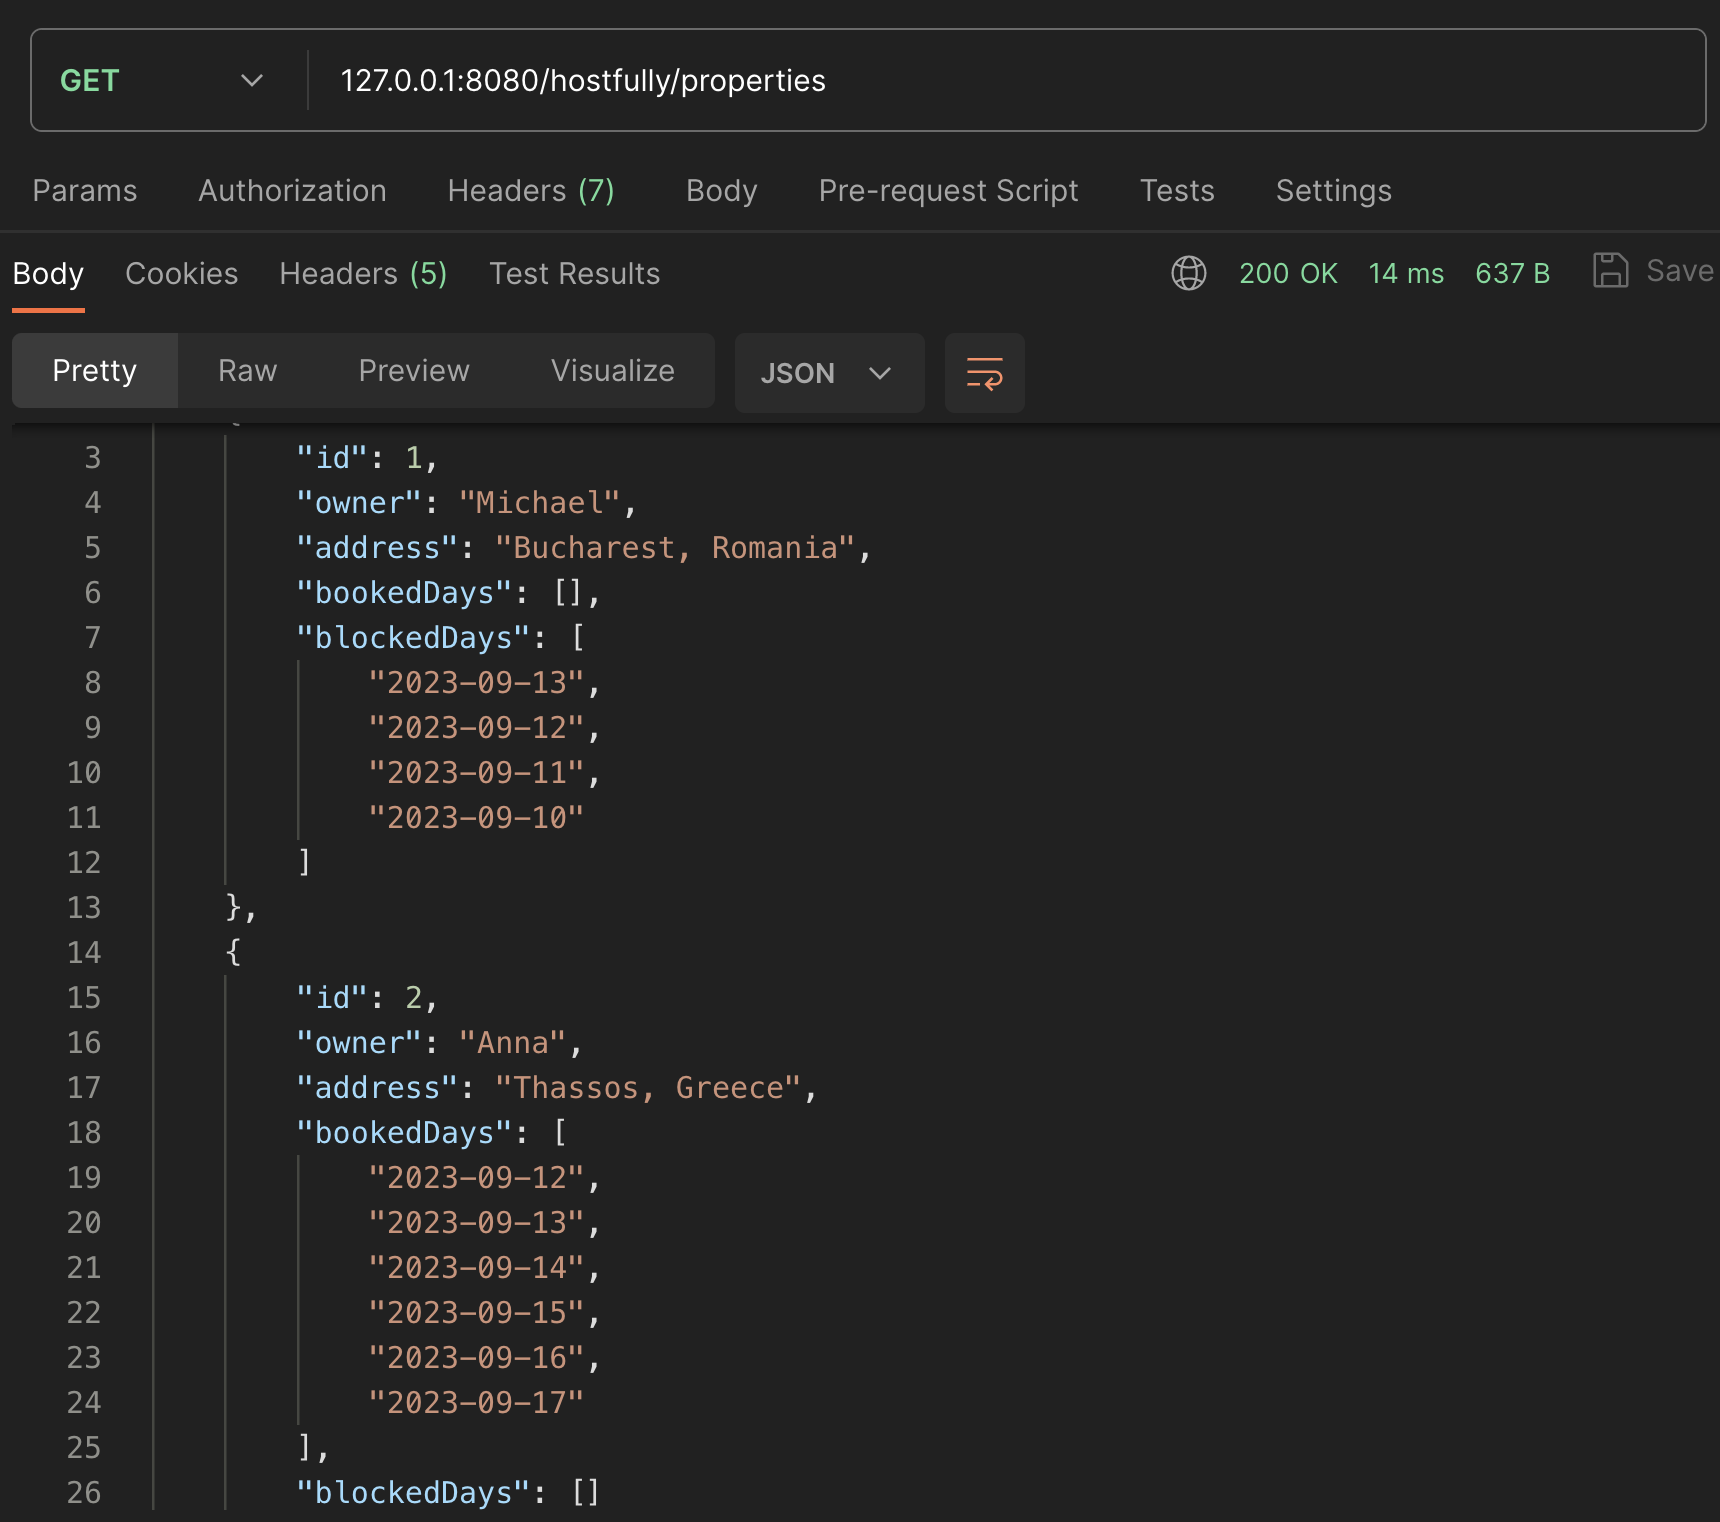 GET 127.0.0.1:8080/hostfully/properties
Params Authorization Headers (7) Body Pre-request Script Tests Settings
Body Cookies Headers (5) Test Results 200 OK 14 ms 637 B Save
Pretty Raw Preview Visualize JSON
3 "id": 1,
4 "owner": "Michael",
5 "address": "Bucharest, Romania",
6 "bookedDays": [],
7 "blockedDays": [
8 "2023-09-13",
9 "2023-09-12",
10 "2023-09-11",
11 "2023-09-10"
12 ]
13 },
14 {
15 "id": 2,
16 "owner": "Anna",
17 "address": "Thassos, Greece",
18 "bookedDays": [
19 "2023-09-12",
20 "2023-09-13",
21 "2023-09-14",
22 "2023-09-15",
23 "2023-09-16",
24 "2023-09-17"
25 ],
26 "blockedDays": []